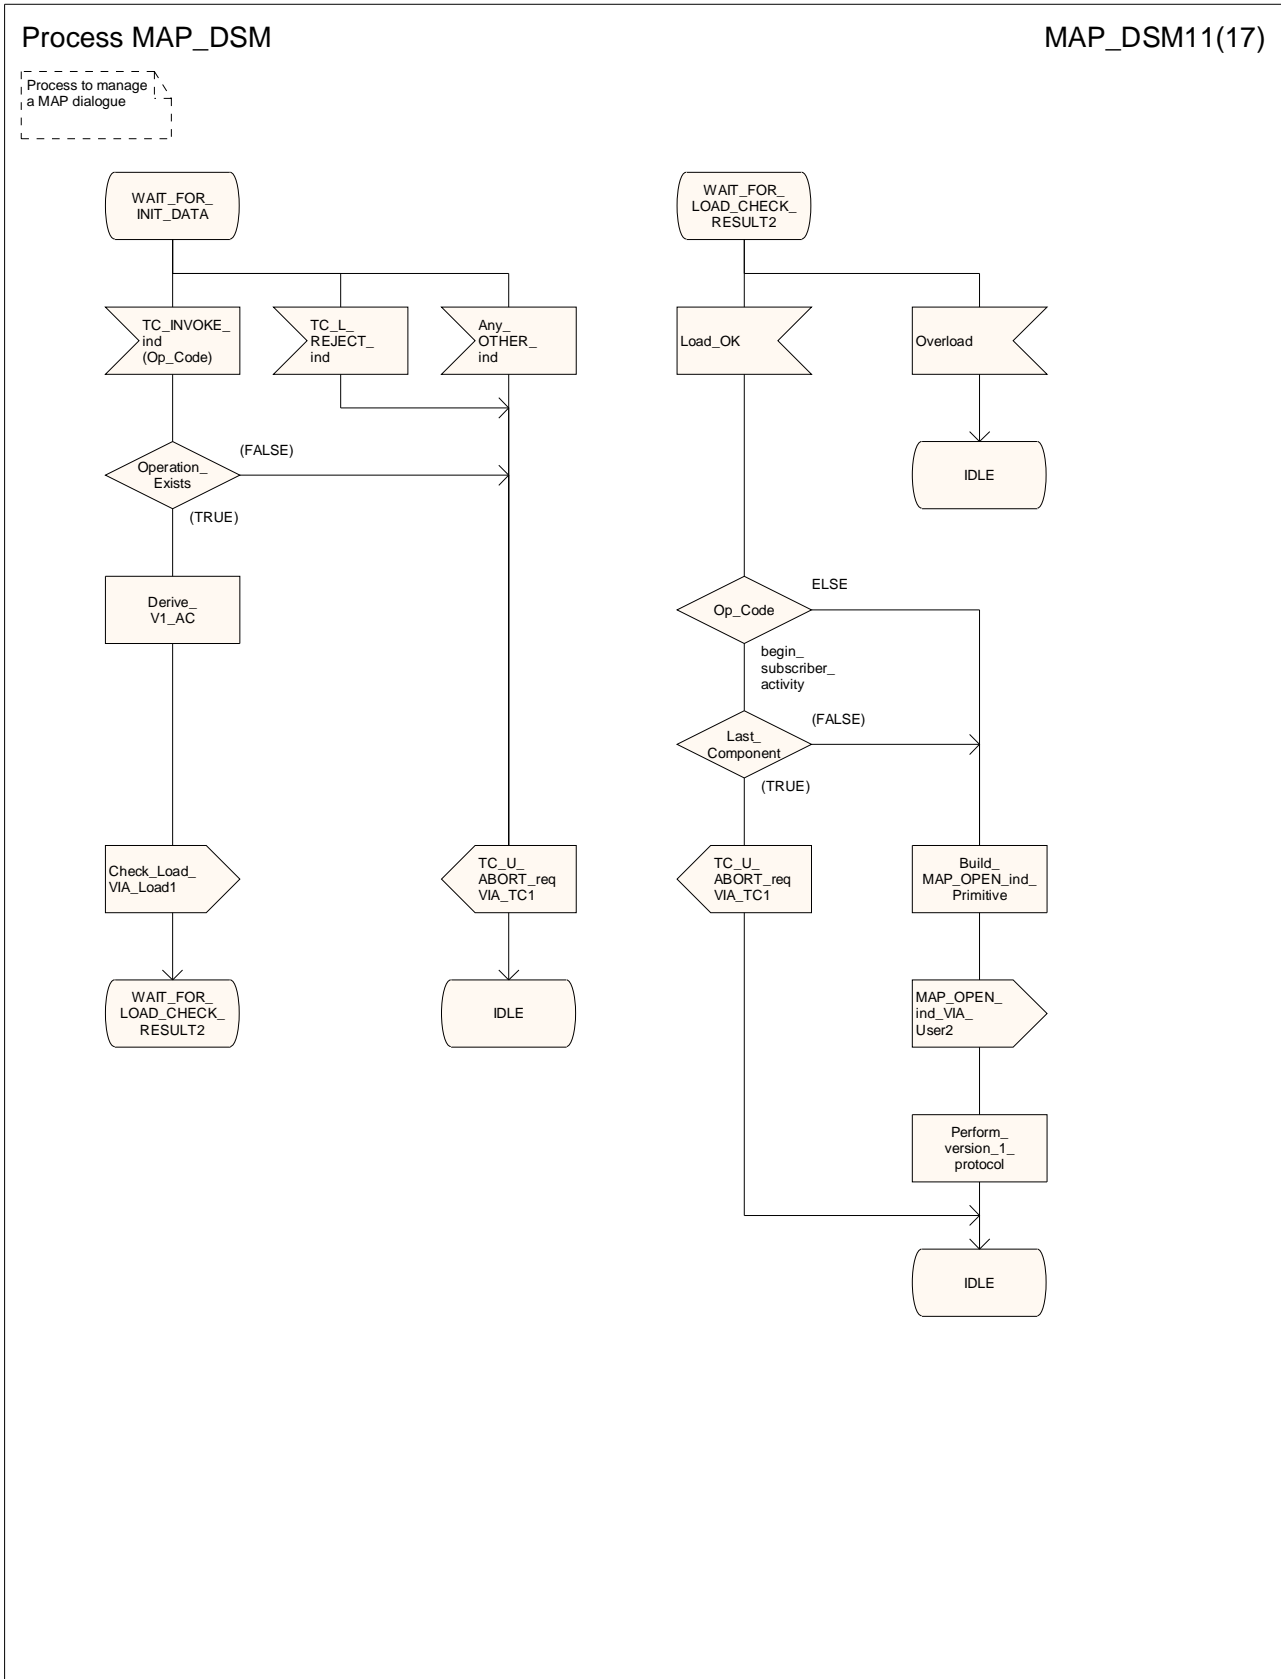 Process MAP_DSM
MAP_DSM11(17)
Process to manage
a MAP dialogue
WAIT_FOR_
INIT_DATA
TC_INVOKE_
ind
(Op_Code)
TC_L_
REJECT_
ind
Any_
OTHER_
ind
Operation_
Exists
(FALSE)
(TRUE)
Derive_
V1_AC
Check_Load_
VIA_Load1
TC_U_
ABORT_req
VIA_TC1
WAIT_FOR_
LOAD_CHECK_
RESULT2
IDLE
WAIT_FOR_
LOAD_CHECK_
RESULT2
Load_OK
Overload
IDLE
Op_Code
ELSE
begin_
subscriber_
activity
Last_
Component
(FALSE)
(TRUE)
TC_U_
ABORT_req
VIA_TC1
Build_
MAP_OPEN_ind_
Primitive
MAP_OPEN_
ind_VIA_
User2
Perform_
version_1_
protocol
IDLE